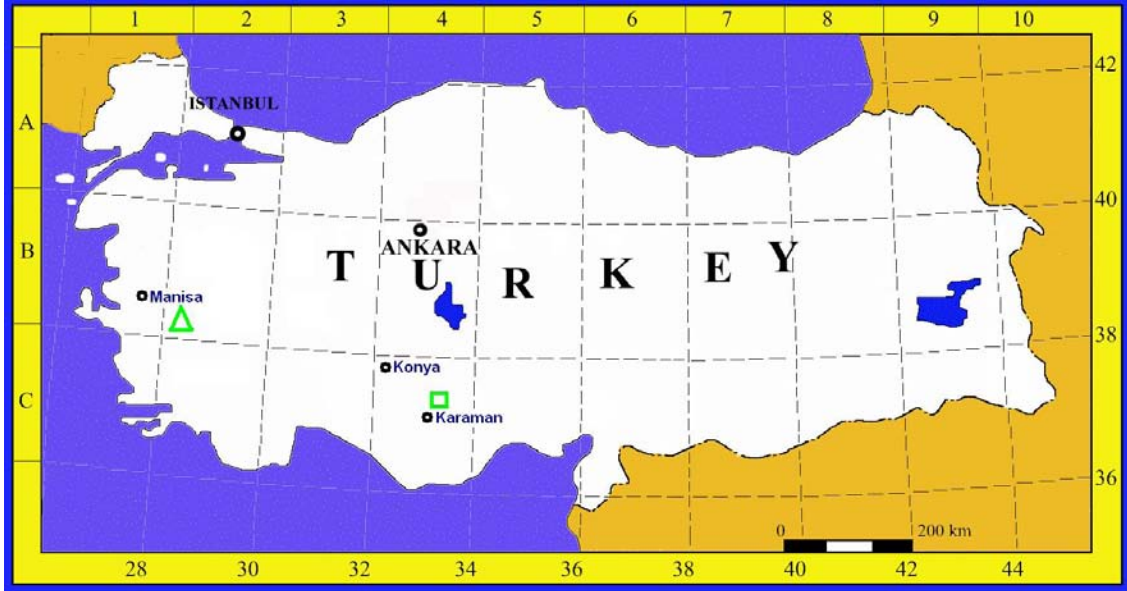 1 2 3 4 5 6 7 8 9 10
42
ISTANBUL
A
40
ANKARA
B
T U R K E Y
Manisa
38
Konya
C
Karaman
36
0 200 km
28 30 32 34 36 38 40 42 44